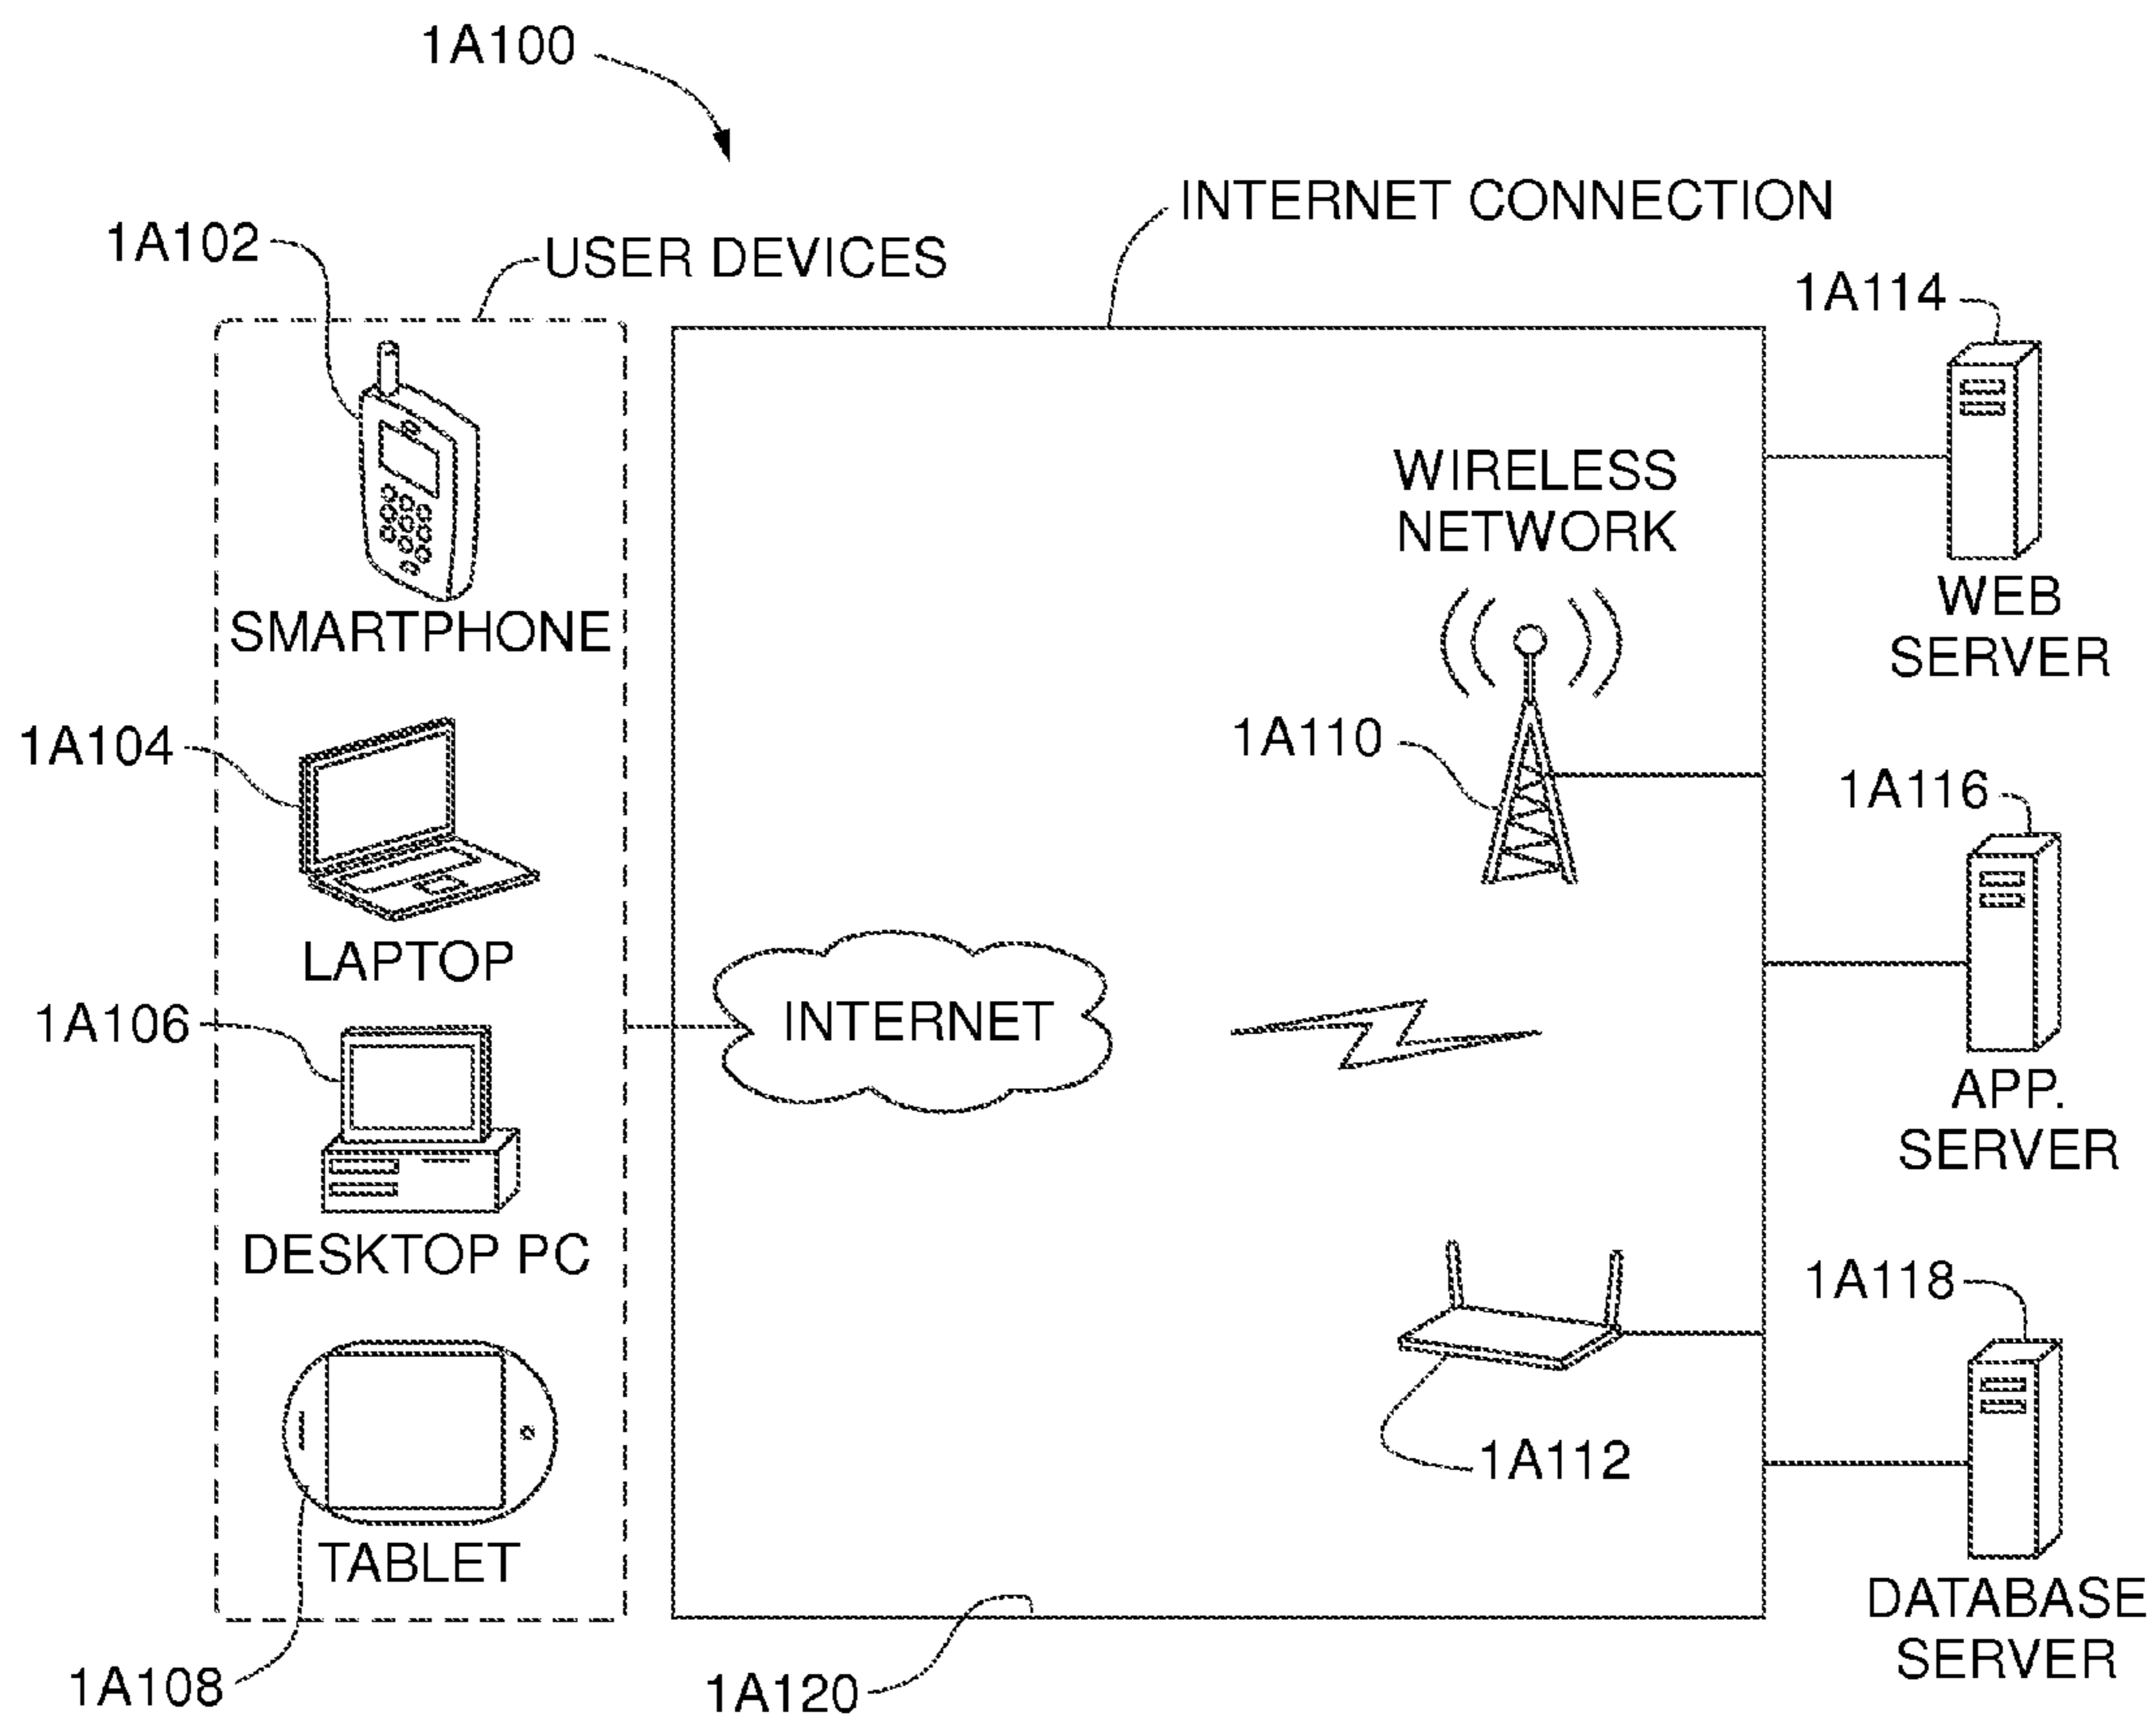 1A100
INTERNET CONNECTION
1A102
USER DEVICES
1A114
WIRELESS
NETWORK
WEB
SERVER
SMARTPHONE
1A104
1A110
1A116
LAPTOP
INTERNET
1A106
APP.
SERVER
DESKTOP PC
1A118
1A112
TABLET
DATABASE
SERVER
1A108
1A120